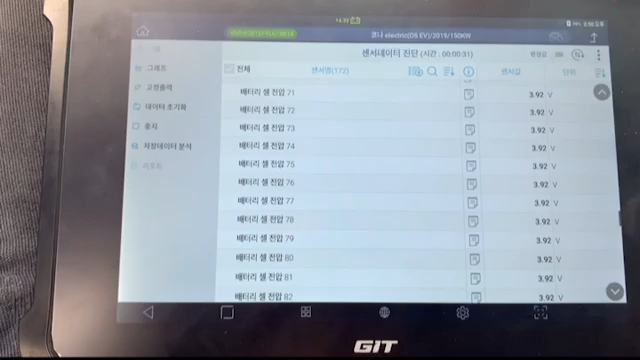 코나 electric(OS EV)/2019/150KW
센서데이터 진단 (시간 : 00:00:31)
그래프
고정출력
데이터 초기화
중지
저장데이터 분석
리포트
전체 센서명(172) 센서값 단위
배터리 셀 전압 71 3.92 V
배터리 셀 전압 72 3.92 V
배터리 셀 전압 73 3.92 V
배터리 셀 전압 74 3.92 V
배터리 셀 전압 75 3.92 V
배터리 셀 전압 76 3.92 V
배터리 셀 전압 77 3.92 V
배터리 셀 전압 78 3.92 V
배터리 셀 전압 79 3.92 V
배터리 셀 전압 80 3.92 V
배터리 셀 전압 81 3.92 V
배터리 셀 전압 82 3.92 V
GIT